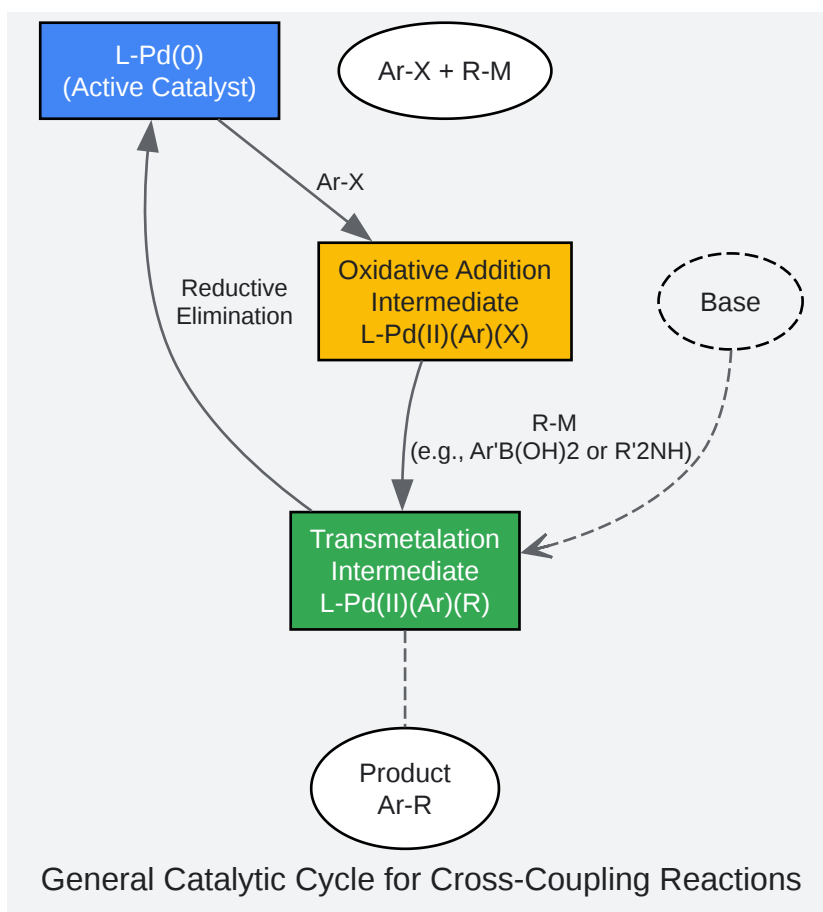 L-Pd(0)
(Active Catalyst)
Ar-X + R-M
Ar-X
Oxidative Addition
Intermediate
L-Pd(II)(Ar)(X)
Reductive
Elimination
Base
R-M
(e.g., Ar'B(OH)2 or R'2NH)
Transmetalation
Intermediate
L-Pd(II)(Ar)(R)
Product
Ar-R
General Catalytic Cycle for Cross-Coupling Reactions